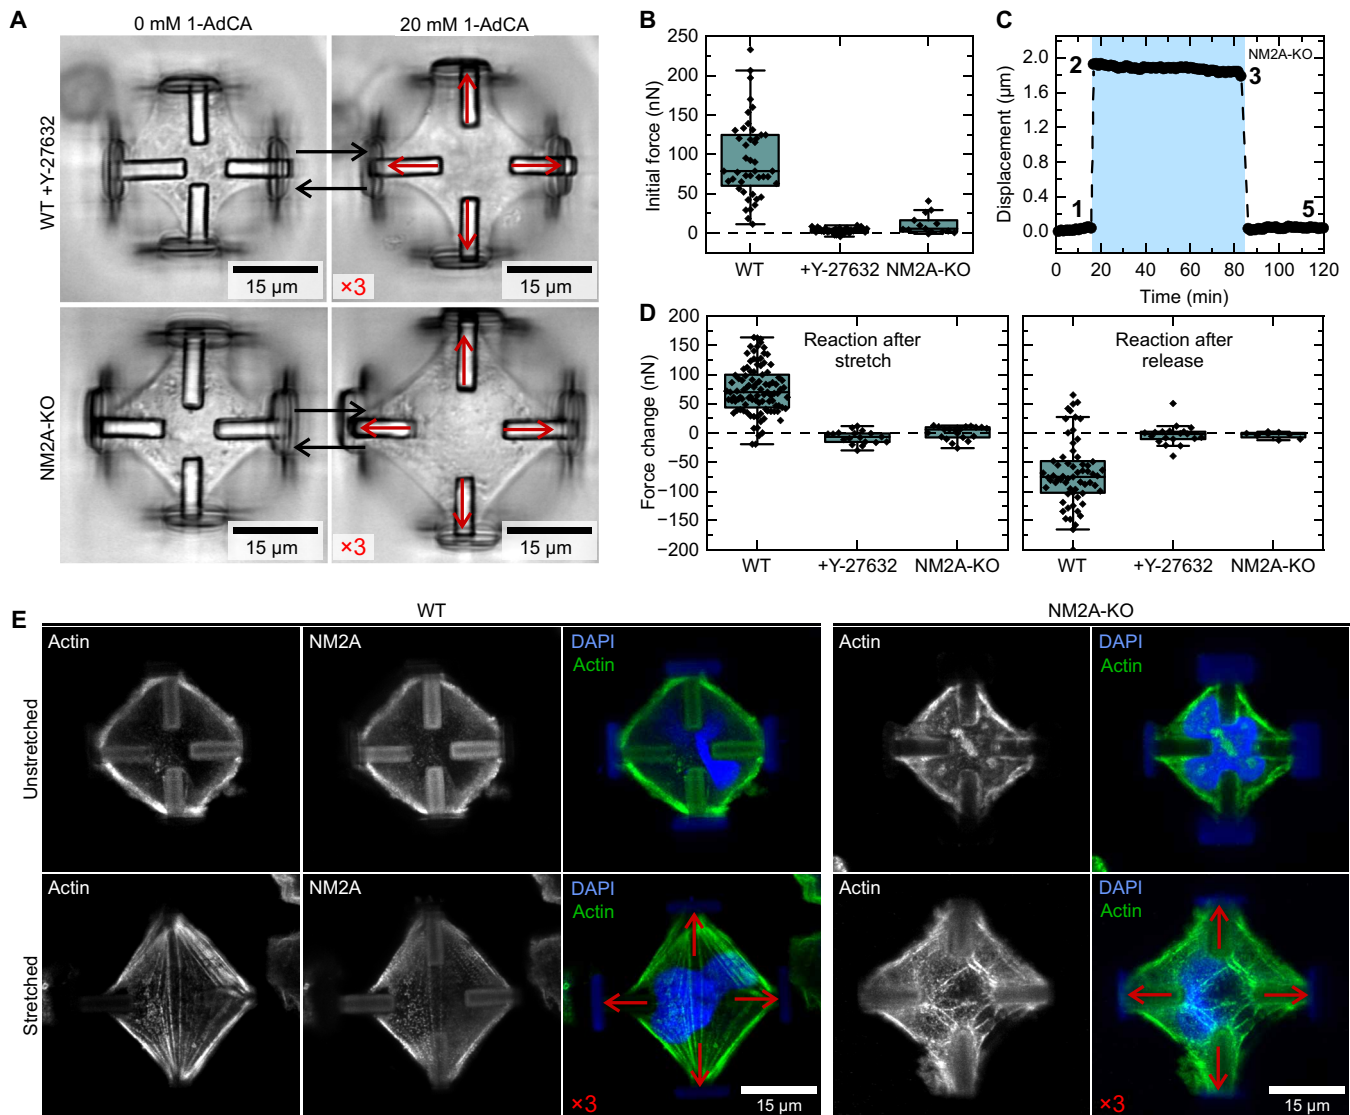 A
0 mM 1-AdCA
20 mM 1-AdCA
WT +Y-27632
15 µm
×3
15 µm
NM2A-KO
15 µm
×3
15 µm
B
Initial force (nN)
250
200
150
100
50
0
WT
+Y-27632
NM2A-KO
C
Displacement (µm)
2.0
1.6
1.2
0.8
0.4
0.0
NM2A-KO
2
3
1
5
0
20
40
60
80
100
120
Time (min)
D
Force change (nN)
200
150
100
50
0
−50
−100
−150
−200
Reaction after
stretch
WT
+Y-27632
NM2A-KO
Reaction after
release
WT
+Y-27632
NM2A-KO
E
WT
NM2A-KO
Unstretched
Actin
NM2A
DAPI
Actin
Actin
DAPI
Actin
Stretched
Actin
NM2A
DAPI
Actin
×3
15 µm
Actin
DAPI
Actin
×3
15 µm